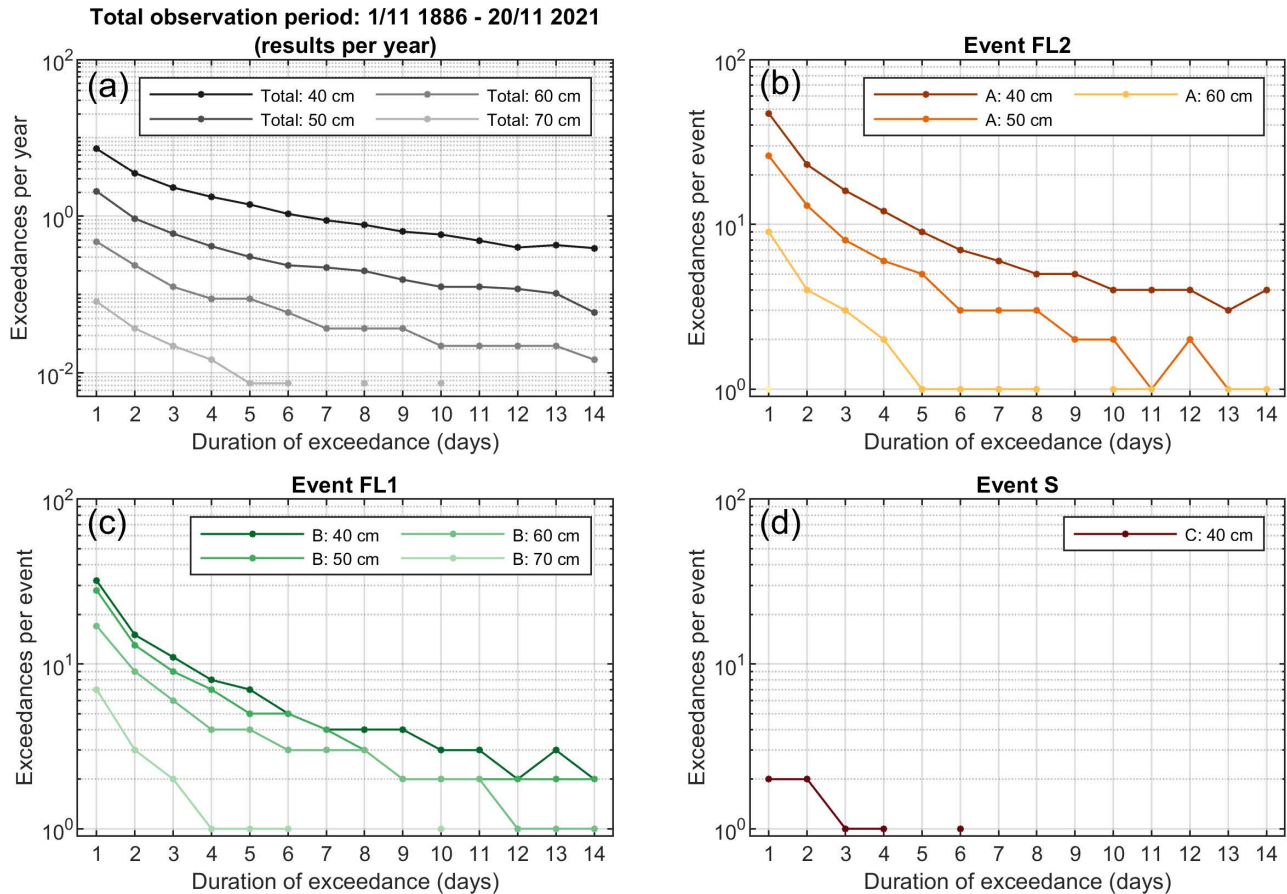 Total observation period: 1/11 1886 - 20/11 2021
(results per year)
(a)
Total: 40 cm
Total: 60 cm
Total: 50 cm
Total: 70 cm
Exceedances per year
10^2
10^0
10^-2
1 2 3 4 5 6 7 8 9 10 11 12 13 14
Duration of exceedance (days)
Event FL2
(b)
A: 40 cm
A: 60 cm
A: 50 cm
Exceedances per event
10^2
10^1
10^0
1 2 3 4 5 6 7 8 9 10 11 12 13 14
Duration of exceedance (days)
Event FL1
(c)
B: 40 cm
B: 60 cm
B: 50 cm
B: 70 cm
Exceedances per event
10^2
10^1
10^0
1 2 3 4 5 6 7 8 9 10 11 12 13 14
Duration of exceedance (days)
Event S
(d)
C: 40 cm
Exceedances per event
10^2
10^1
10^0
1 2 3 4 5 6 7 8 9 10 11 12 13 14
Duration of exceedance (days)